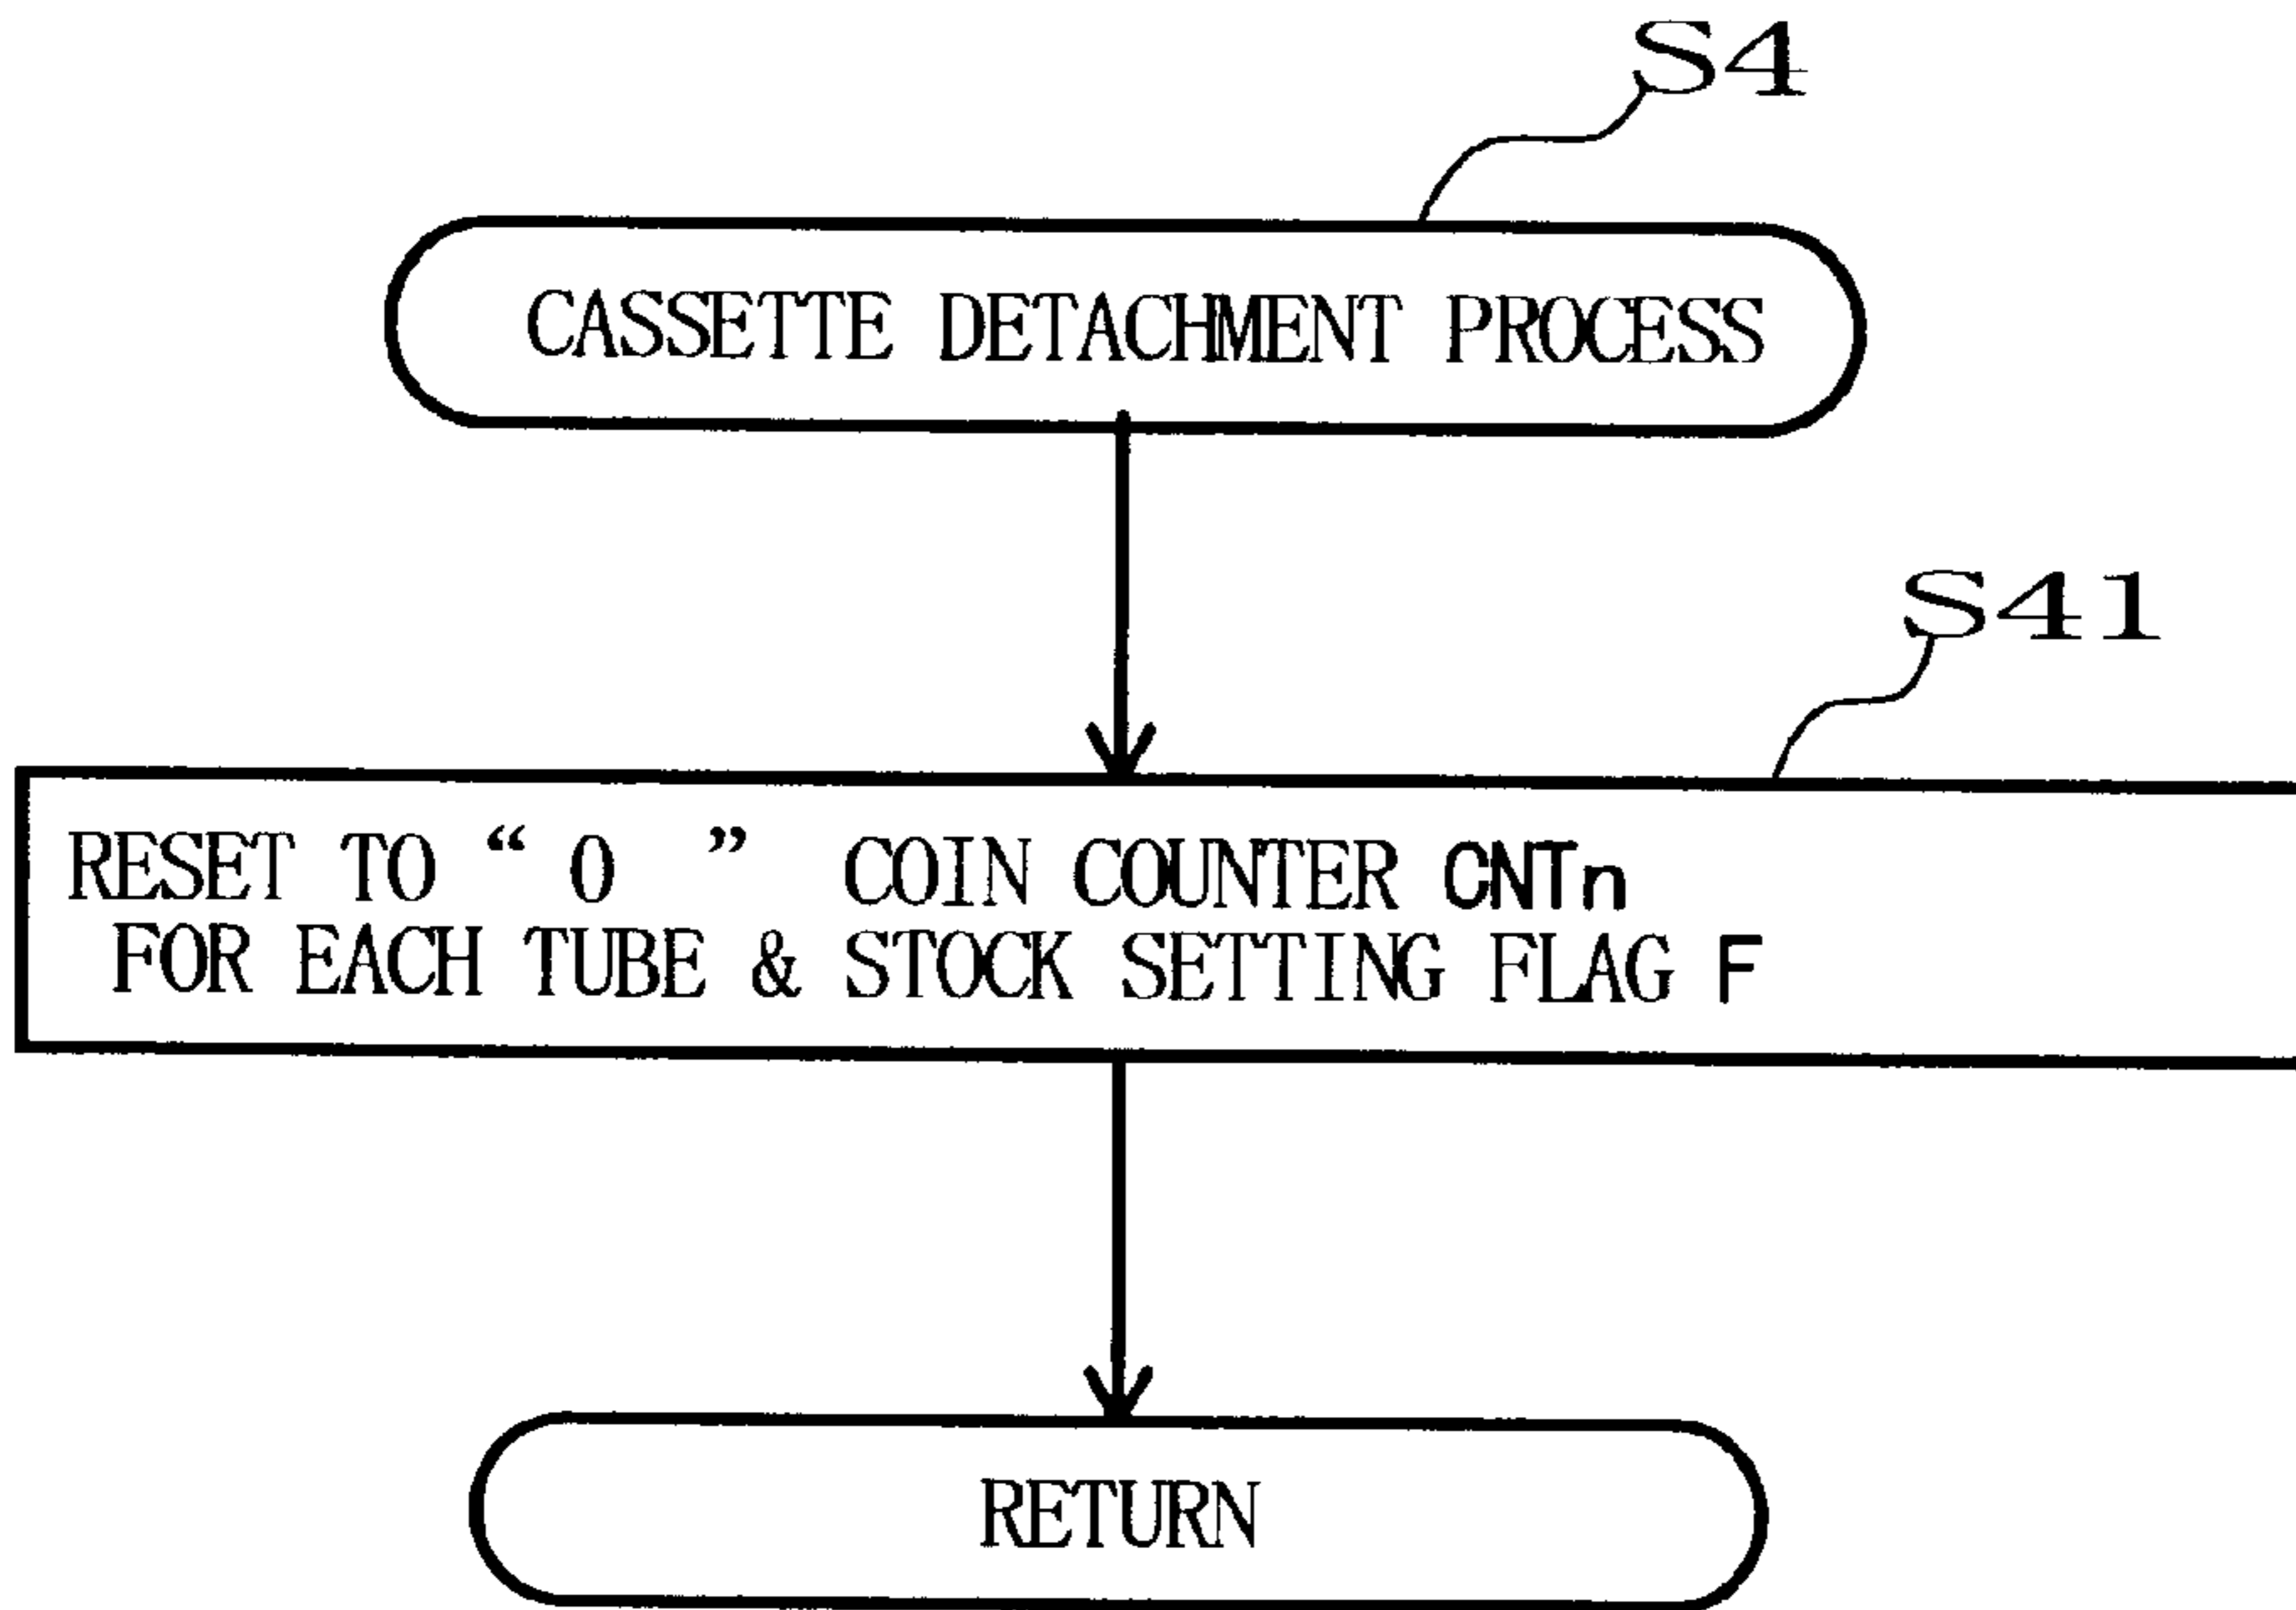 S4
CASSETTE DETACHMENT PROCESS
S41
RESET TO “ 0 ” COIN COUNTER CNTn
FOR EACH TUBE & STOCK SETTING FLAG F
RETURN